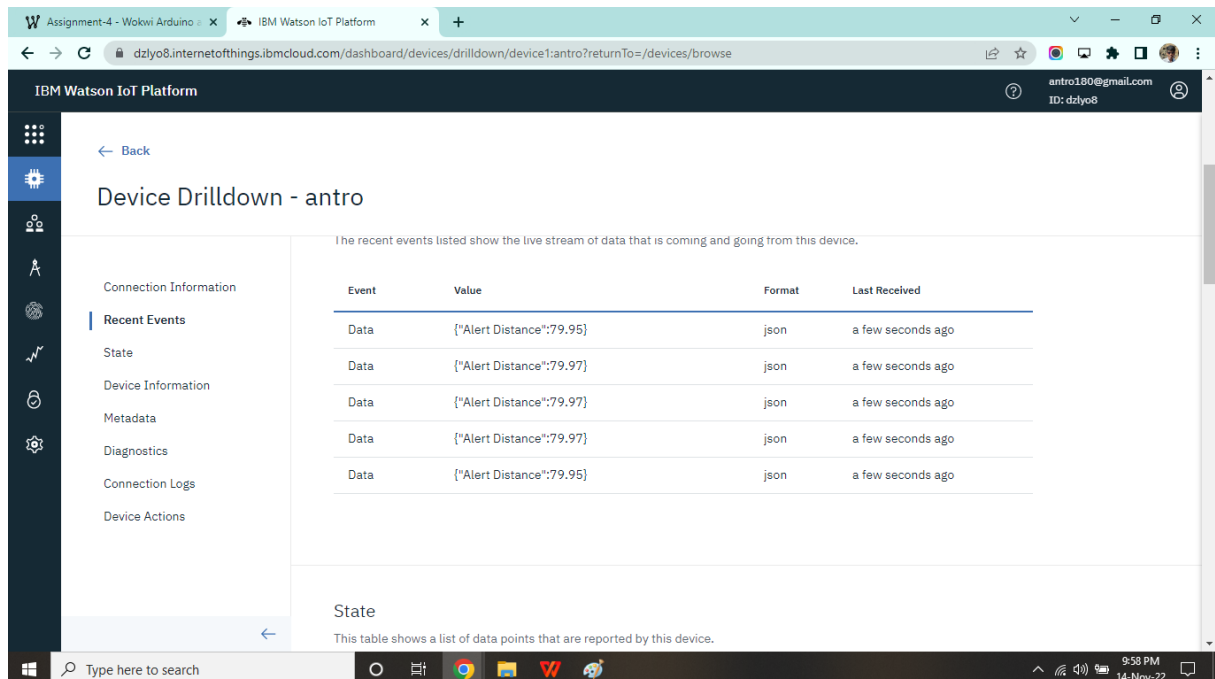 Assignment-4 - Wokwi Arduino a
IBM Watson IoT Platform
dzlyo8.internetofthings.ibmcloud.com/dashboard/devices/drilldown/device1:antro?returnTo=/devices/browse
IBM Watson IoT Platform
antro180@gmail.com
ID: dzlyo8
Back
Device Drilldown - antro
The recent events listed show the live stream of data that is coming and going from this device.
Connection Information
Recent Events
State
Device Information
Metadata
Diagnostics
Connection Logs
Device Actions
Event Value Format Last Received
Data {"Alert Distance":79.95} json a few seconds ago
Data {"Alert Distance":79.97} json a few seconds ago
Data {"Alert Distance":79.97} json a few seconds ago
Data {"Alert Distance":79.97} json a few seconds ago
Data {"Alert Distance":79.95} json a few seconds ago
State
This table shows a list of data points that are reported by this device.
Type here to search
9:58 PM
14-Nov-22